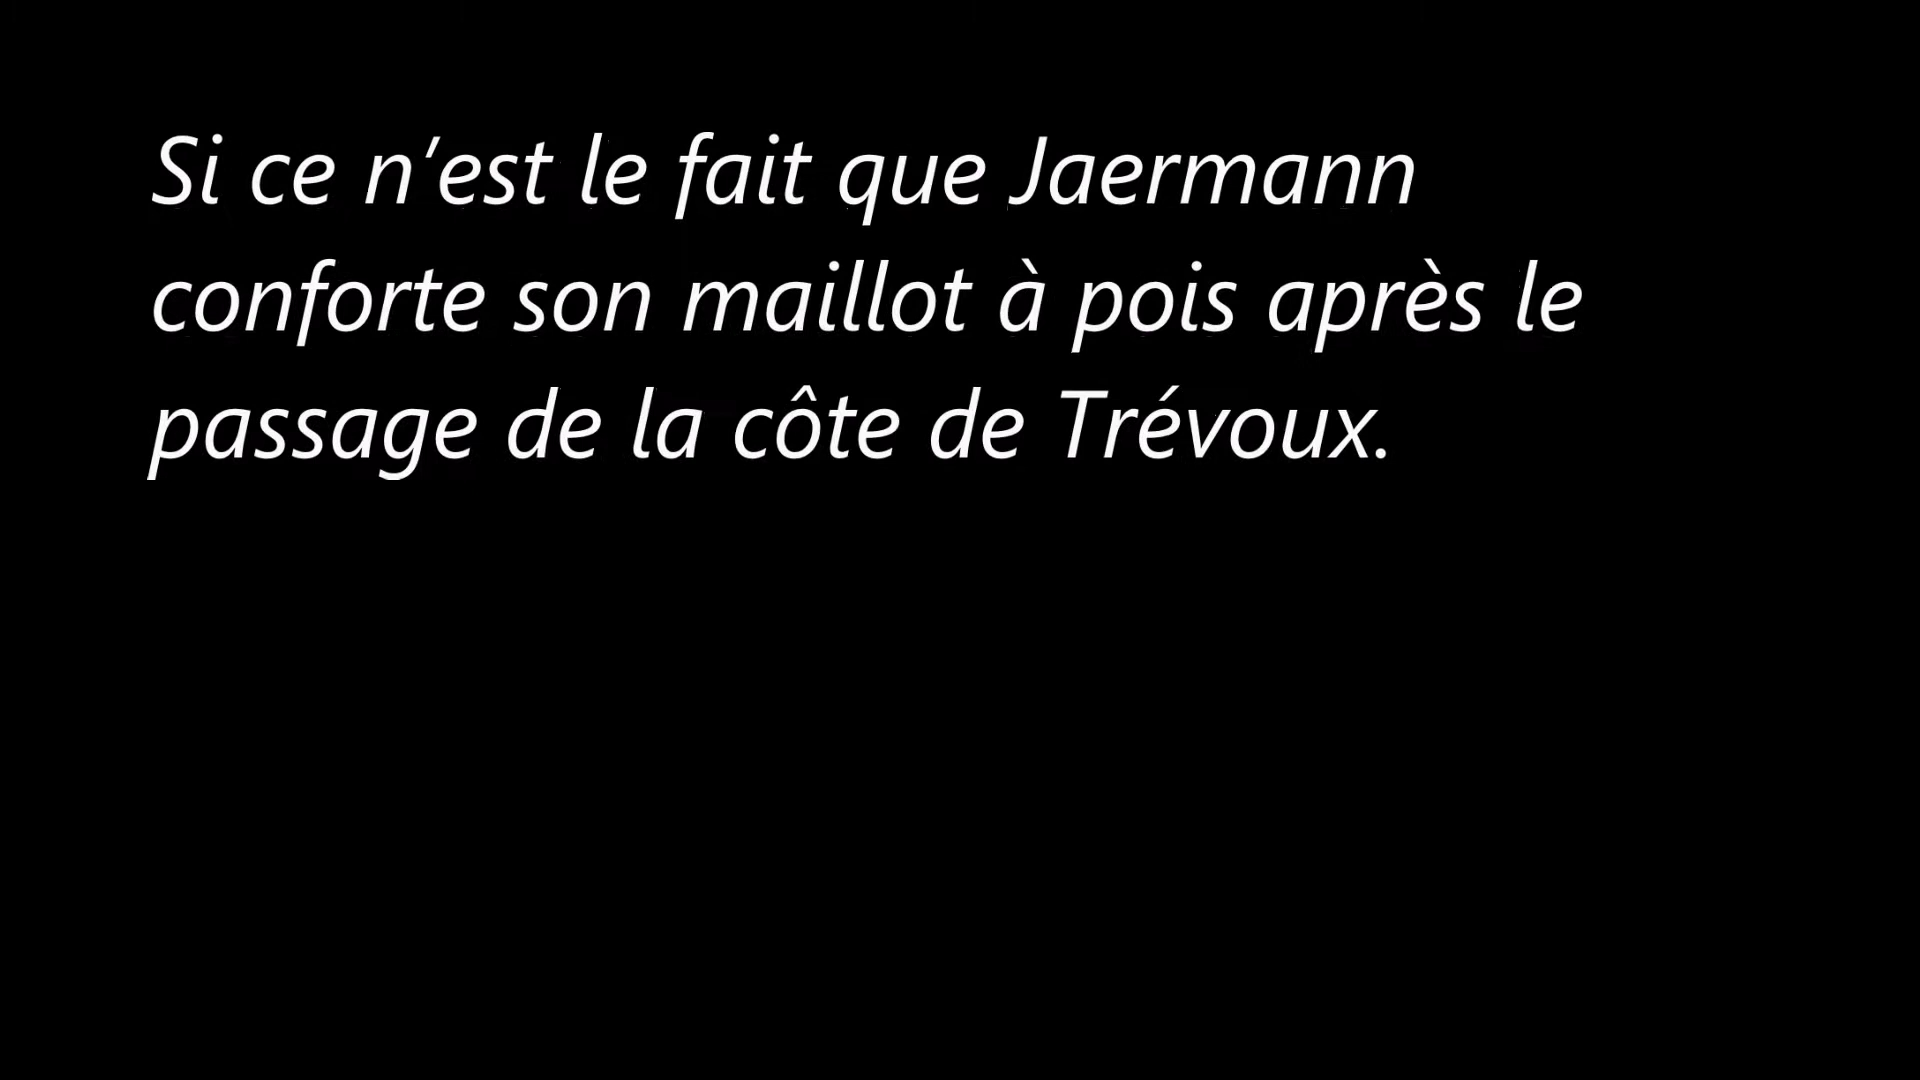 Si ce n’est le fait que Jaermann
conforte son maillot à pois après le
passage de la côte de Trévoux.